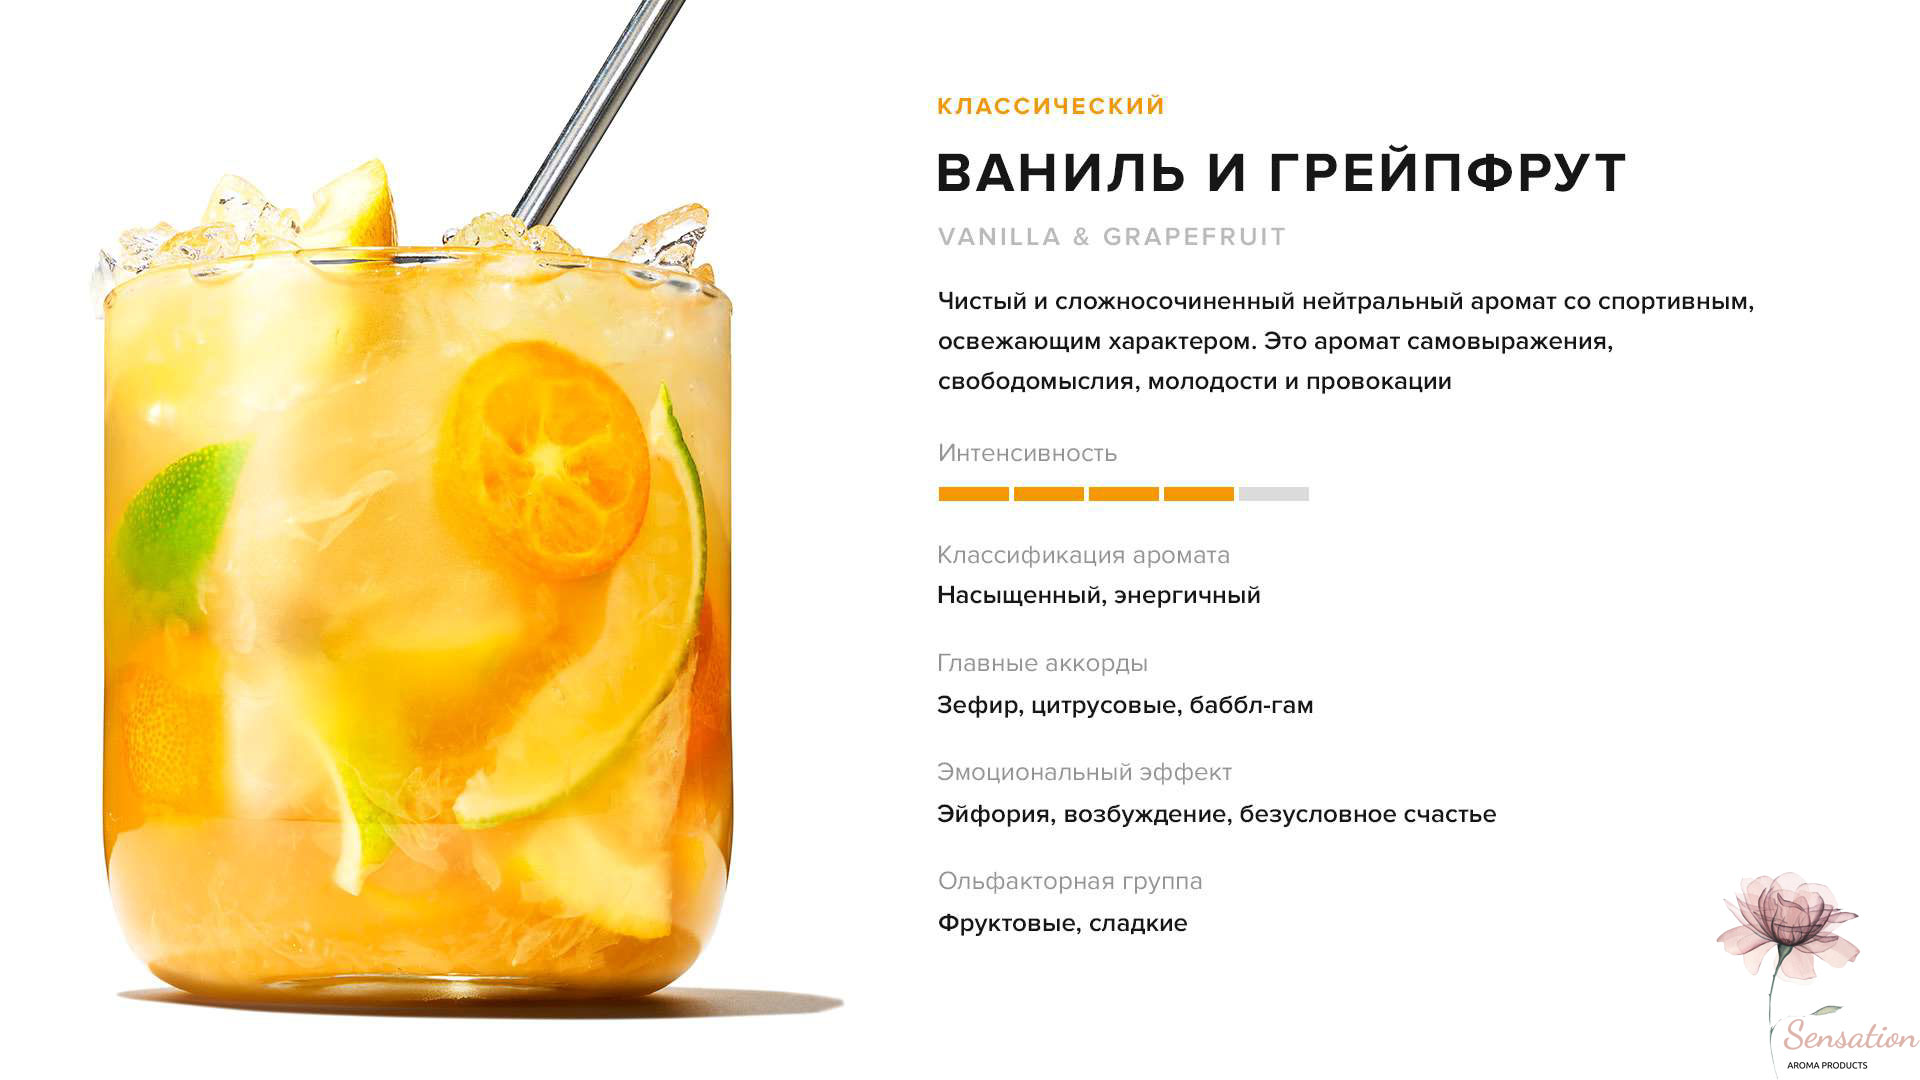 КЛАССИЧЕСКИЙ
ВАНИЛЬ И ГРЕЙПФРУТ
VANILLA & GRAPEFRUIT
Чистый и сложносочиненный нейтральный аромат со спортивным,
освежающим характером. Это аромат самовыражения,
свободомыслия, молодости и провокации
Интенсивность
Классификация аромата
Насыщенный, энергичный
Главные аккорды
Зефир, цитрусовые, баббл-гам
Эмоциональный эффект
Эйфория, возбуждение, безусловное счастье
Ольфакторная группа
Фруктовые, сладкие
Sensation
AROMA PRODUCTS